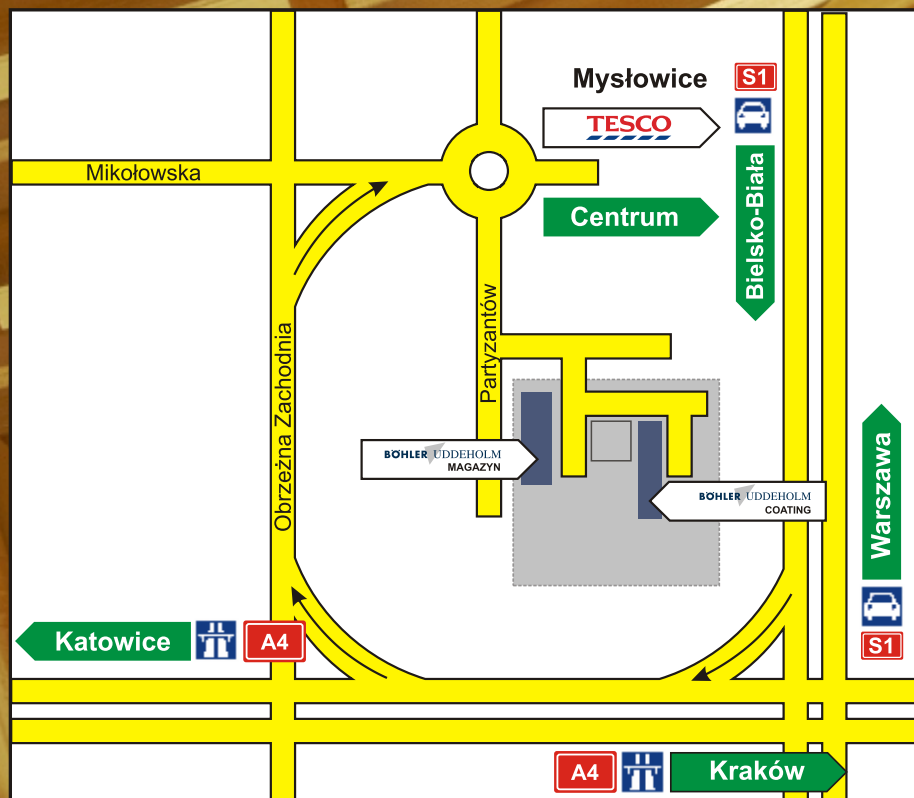 Mysłowice
S1
TESCO
Mikołowska
Centrum
Bielsko-Biała
Partyzantów
Obrzeżna Zachodnia
BÖHLER UDDEHOLM
MAGAZYN
BÖHLER UDDEHOLM
COATING
Warszawa
S1
Katowice
A4
A4
Kraków